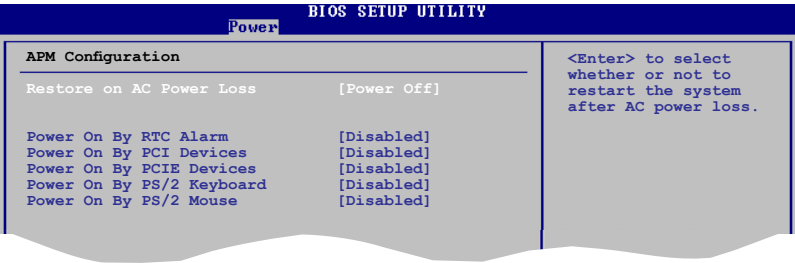 BIOS SETUP UTILITY
Power
APM Configuration
Restore on AC Power Loss [Power Off]
Power On By RTC Alarm [Disabled]
Power On By PCI Devices [Disabled]
Power On By PCIE Devices [Disabled]
Power On By PS/2 Keyboard [Disabled]
Power On By PS/2 Mouse [Disabled]
<Enter> to select
whether or not to
restart the system
after AC power loss.